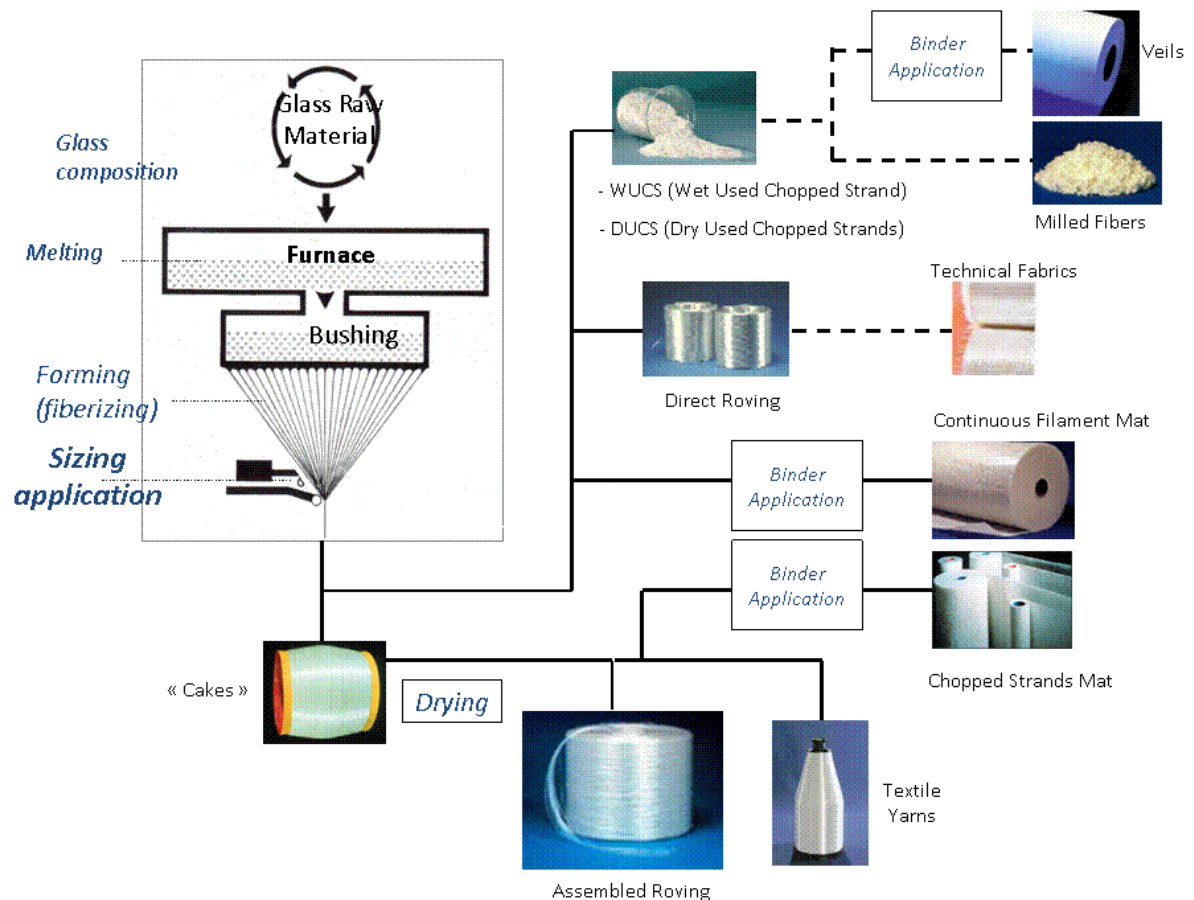 Glass Raw
Material
Glass
composition
Melting
Furnace
Bushing
Forming
(fiberizing)
Sizing
application
« Cakes »
Drying
Binder
Application
Veils
- WUCS (Wet Used Chopped Strand)
- DUCS (Dry Used Chopped Strands)
Milled Fibers
Technical Fabrics
Direct Roving
Continuous Filament Mat
Binder
Application
Binder
Application
Chopped Strands Mat
Textile
Yarns
Assembled Roving